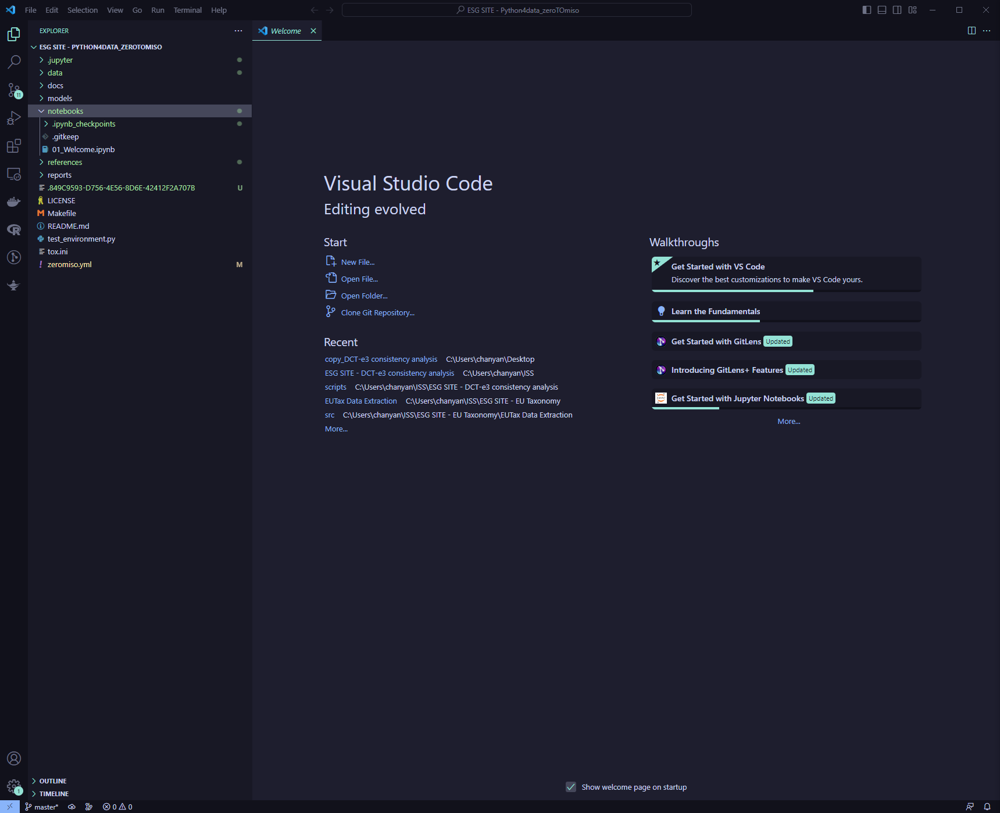 File Edit Selection View Go Run Terminal Help
ESG SITE - Python4data_zeroTOmiso
EXPLORER
Welcome
ESG SITE - PYTHON4DATA_ZEROTOMISO
.jupyter
data
docs
models
notebooks
.ipynb_checkpoints
.gitkeep
01_Welcome.ipynb
references
reports
.849C9593-D756-4E56-8D6E-42412F2A707B U
LICENSE
Makefile
README.md
test_environment.py
tox.ini
zeromiso.yml M
11
Visual Studio Code
Editing evolved
Start
New File...
Open File...
Open Folder...
Clone Git Repository...
Recent
copy_DCT-e3 consistency analysis C:\Users\chanyan\Desktop
ESG SITE - DCT-e3 consistency analysis C:\Users\chanyan\ISS
scripts C:\Users\chanyan\ISS\ESG SITE - DCT-e3 consistency analysis
EUTax Data Extraction C:\Users\chanyan\ISS\ESG SITE - EU Taxonomy
src C:\Users\chanyan\ISS\ESG SITE - EU Taxonomy\EUTax Data Extraction
More...
Walkthroughs
Get Started with VS Code
Discover the best customizations to make VS Code yours.
Learn the Fundamentals
Get Started with GitLens Updated
Introducing GitLens+ Features Updated
Get Started with Jupyter Notebooks Updated
More...
OUTLINE
TIMELINE
1
Show welcome page on startup
master* 0 0